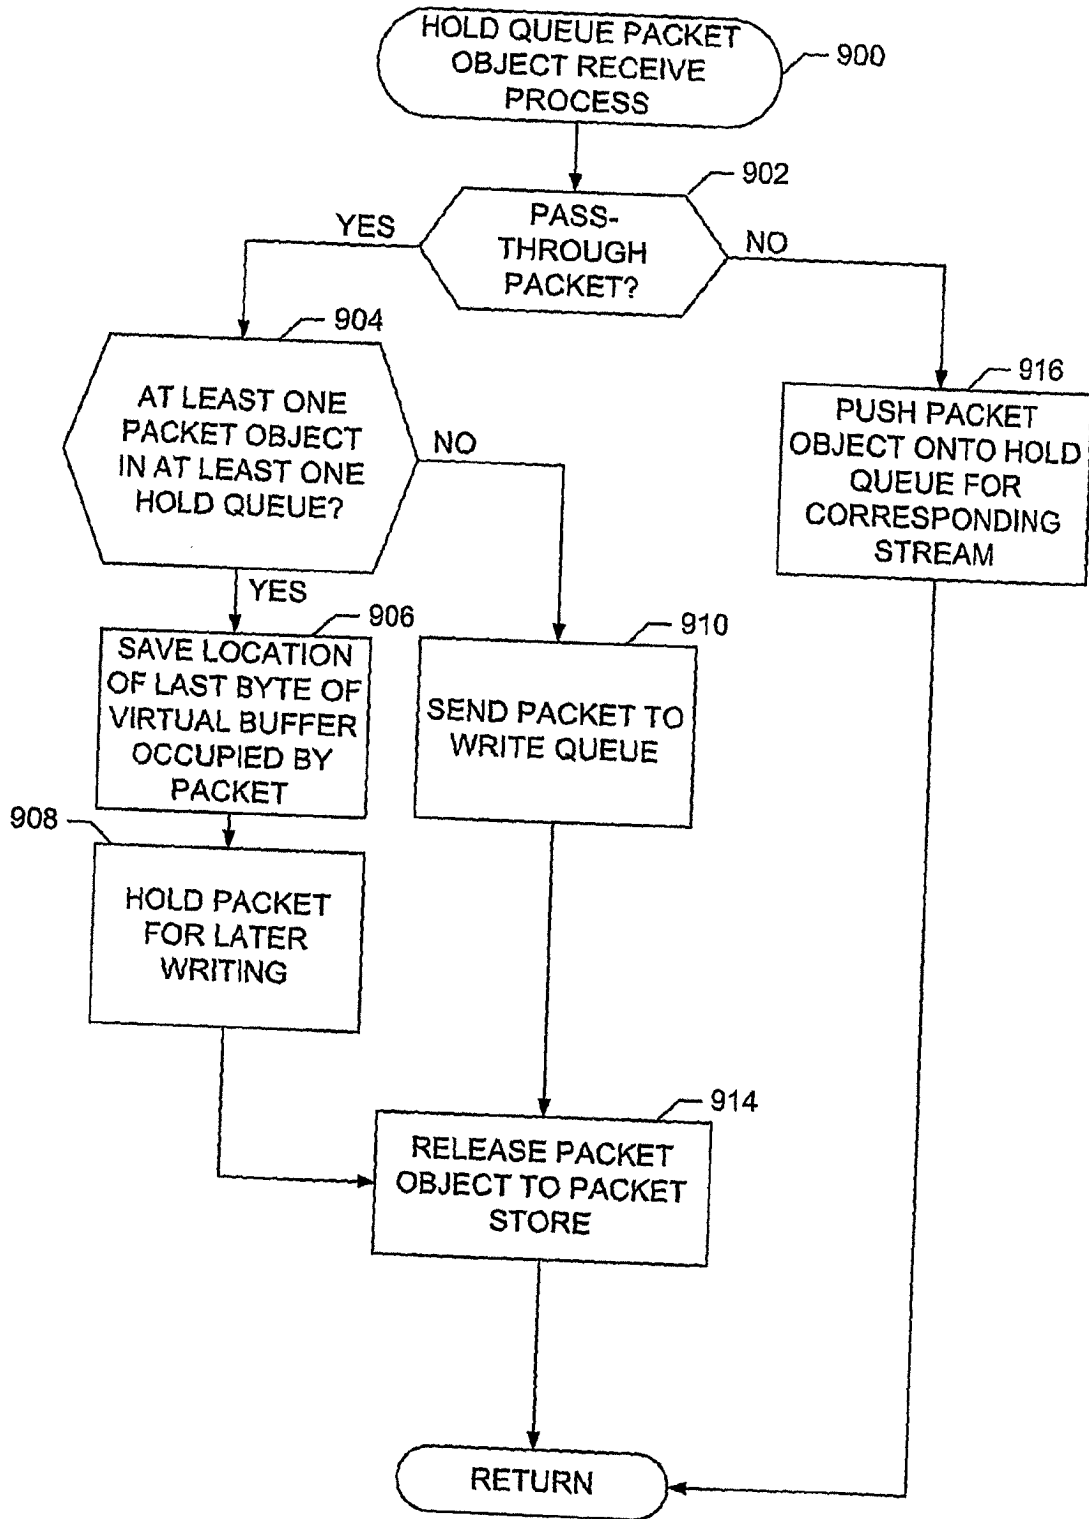 HOLD QUEUE PACKET
OBJECT RECEIVE
PROCESS
900
902
PASS-
THROUGH
PACKET?
YES
NO
904
AT LEAST ONE
PACKET OBJECT
IN AT LEAST ONE
HOLD QUEUE?
NO
YES
916
PUSH PACKET
OBJECT ONTO HOLD
QUEUE FOR
CORRESPONDING
STREAM
906
SAVE LOCATION
OF LAST BYTE OF
VIRTUAL BUFFER
OCCUPIED BY
PACKET
910
SEND PACKET TO
WRITE QUEUE
908
HOLD PACKET
FOR LATER
WRITING
914
RELEASE PACKET
OBJECT TO PACKET
STORE
RETURN